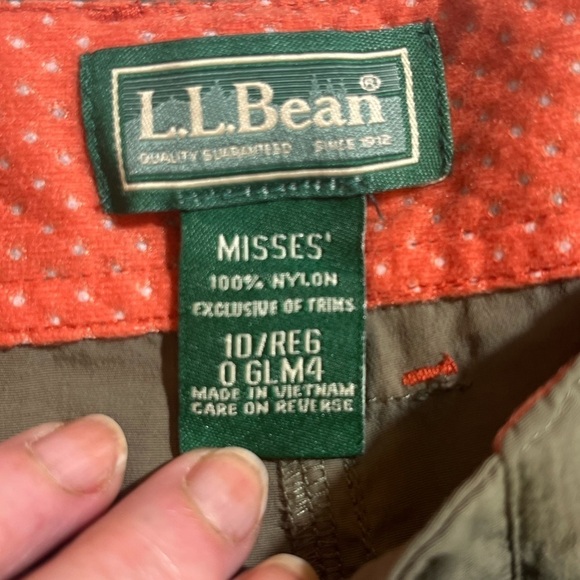 L.L.Bean®
QUALITY GUARANTEED SINCE 1912
MISSES'
100% NYLON
EXCLUSIVE OF TRIMS
10/REG
0 GLM4
MADE IN VIETNAM
CARE ON REVERSE